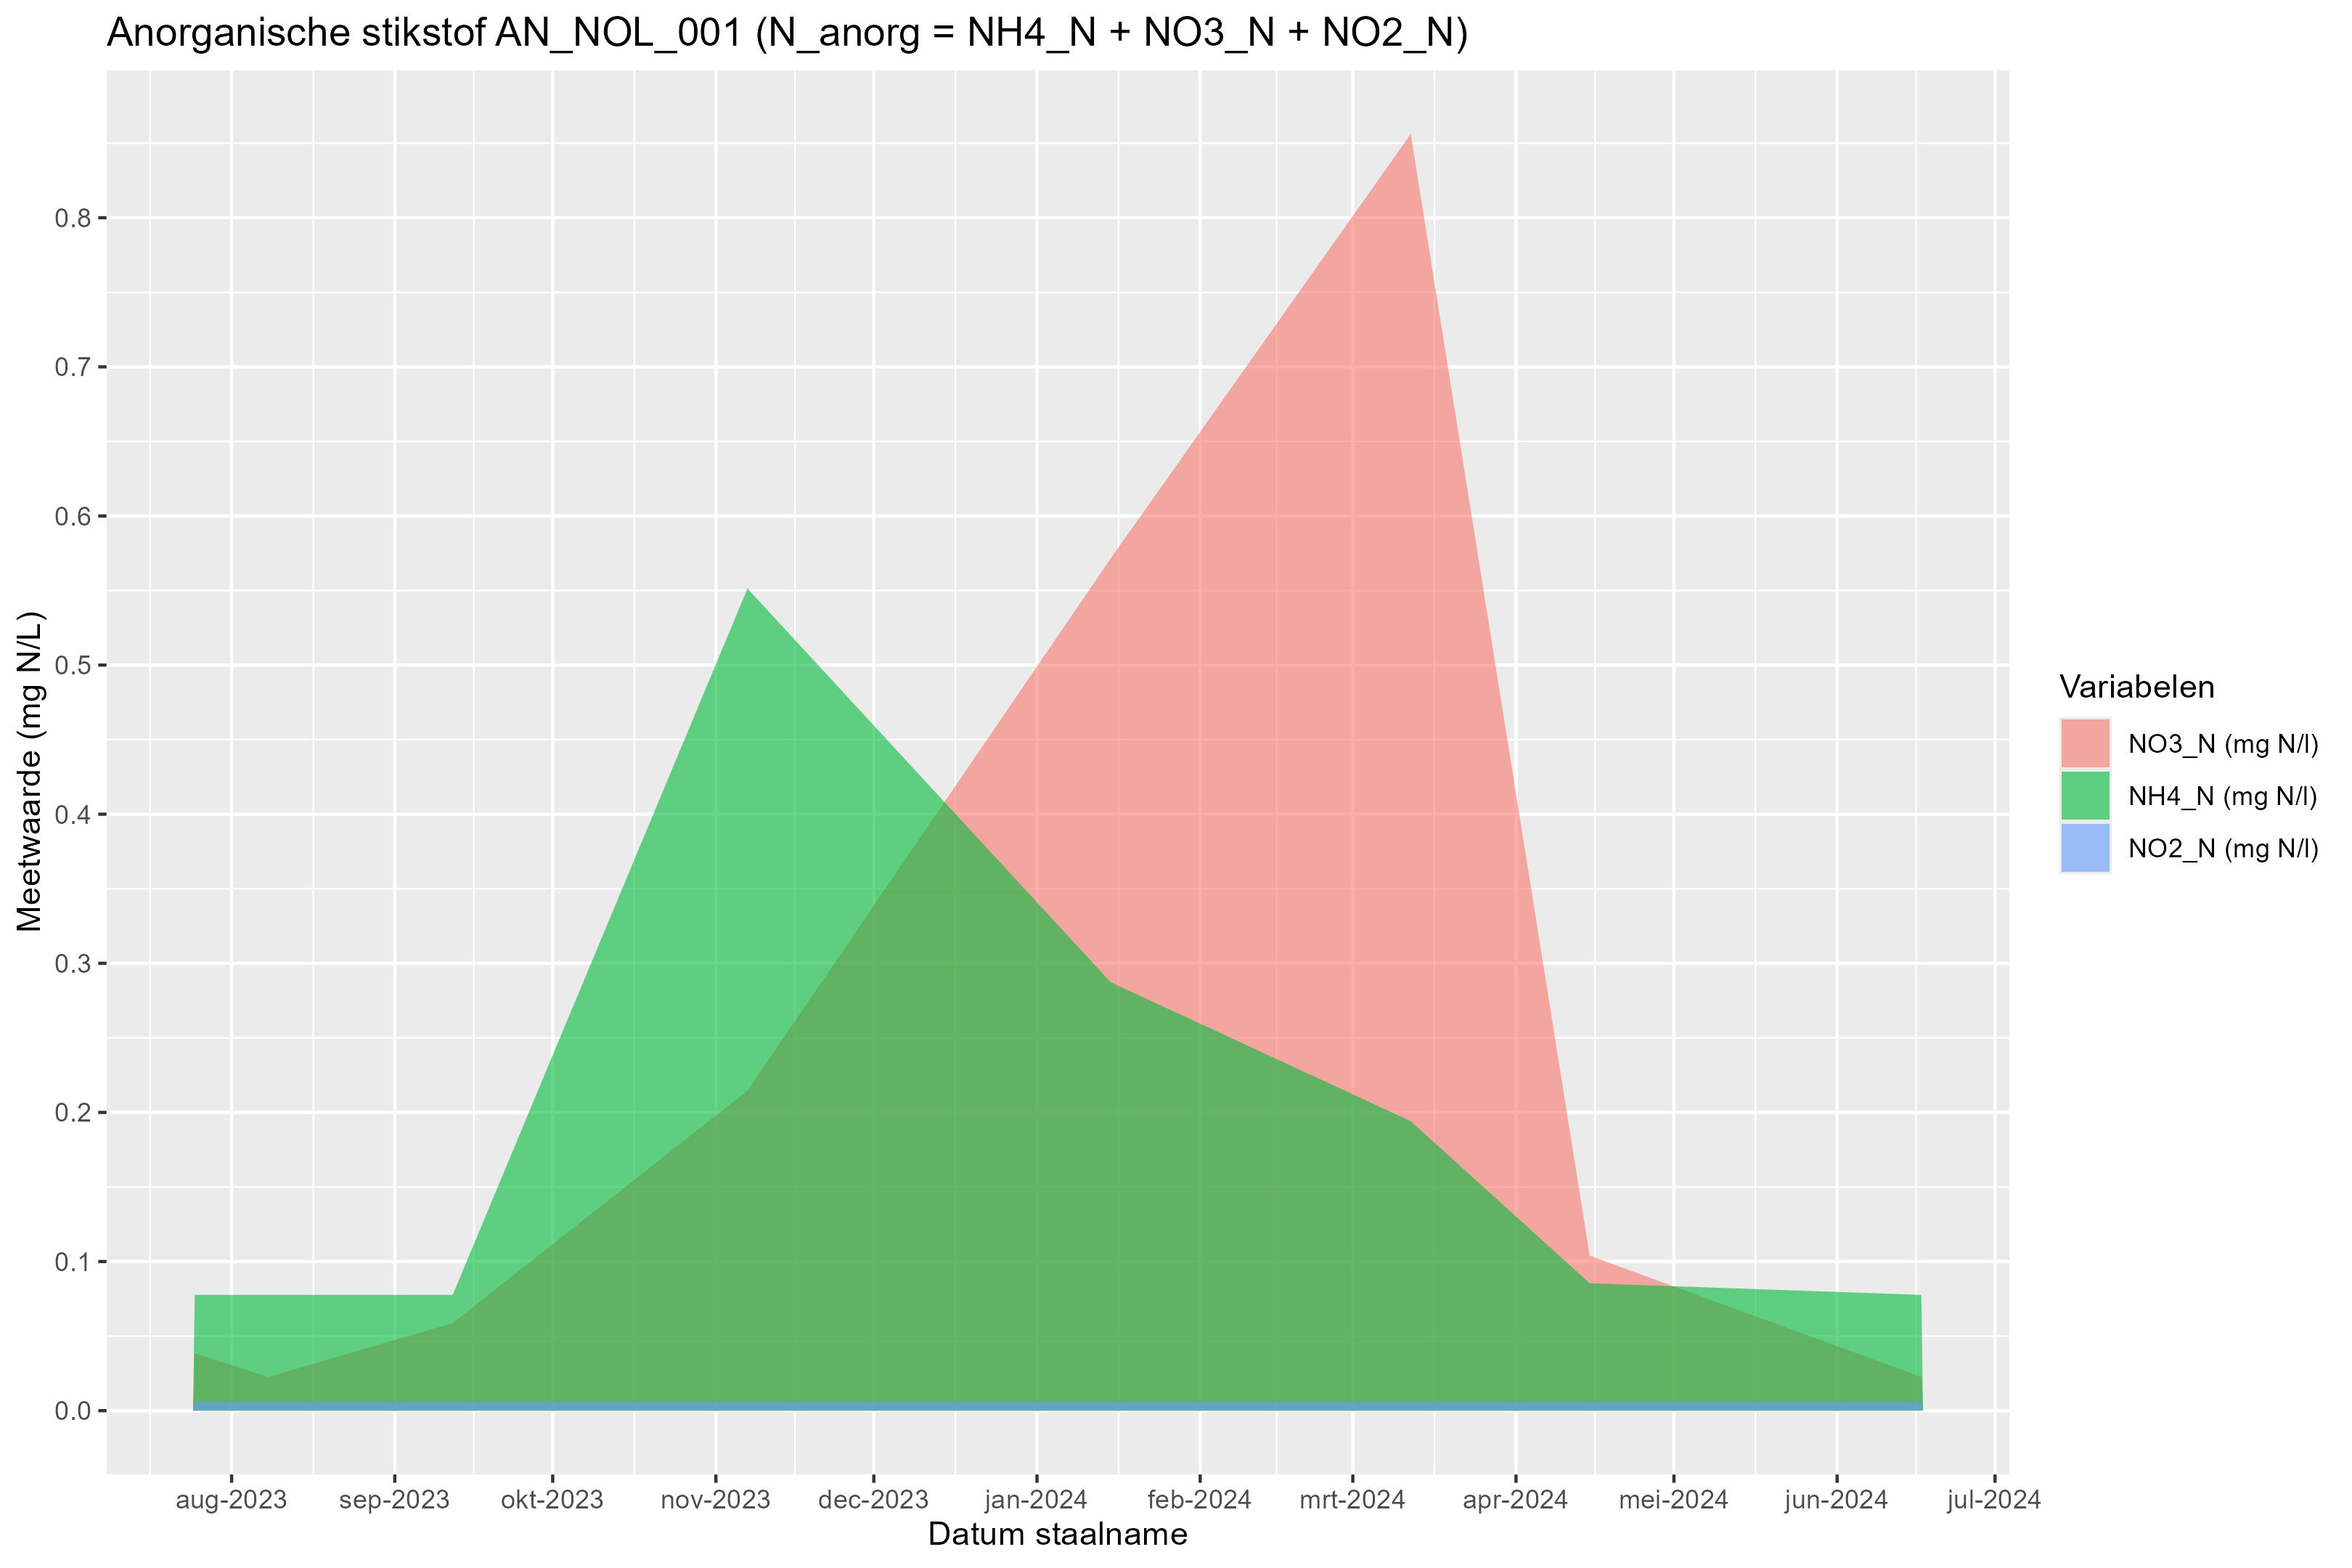 Anorganische stikstof AN_NOL_001 (N_anorg = NH4_N + NO3_N + NO2_N)
Meetwaarde (mg N/L)
0.8
0.7
0.6
0.5
0.4
0.3
0.2
0.1
0.0
aug-2023 sep-2023 okt-2023 nov-2023 dec-2023 jan-2024 feb-2024 mrt-2024 apr-2024 mei-2024 jun-2024 jul-2024
Datum staalname
Variabelen
NO3_N (mg N/l)
NH4_N (mg N/l)
NO2_N (mg N/l)